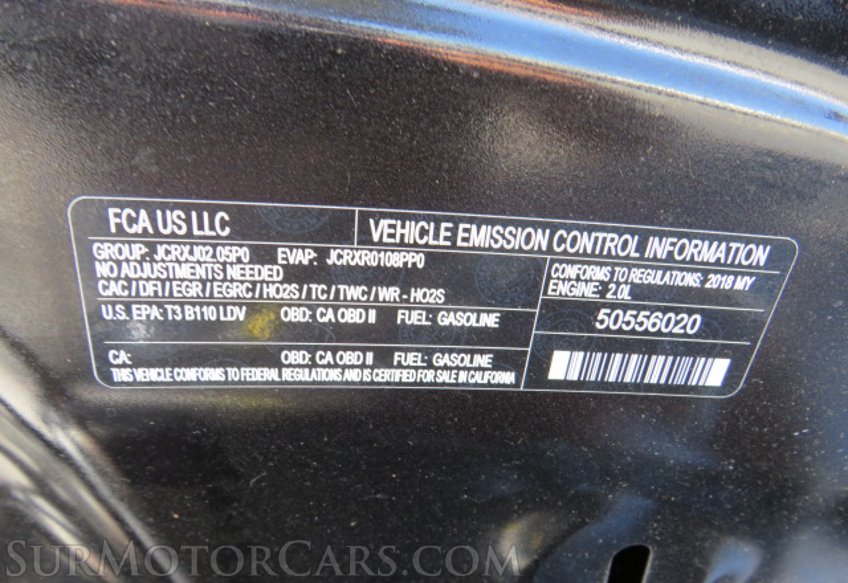 FCA US LLC
VEHICLE EMISSION CONTROL INFORMATION
GROUP: JCRXJ02.05P0 EVAP: JCRXR0108PP0
NO ADJUSTMENTS NEEDED
CAC / DFI / EGR / EGRC / HO2S / TC / TWC / WR - HO2S
CONFORMS TO REGULATIONS: 2018 MY
ENGINE: 2.0L
U.S. EPA: T3 B110 LDV OBD: CA OBD II FUEL: GASOLINE
50556020
CA: OBD: CA OBD II FUEL: GASOLINE
THIS VEHICLE CONFORMS TO FEDERAL REGULATIONS AND IS CERTIFIED FOR SALE IN CALIFORNIA
SURMOTORCARS.COM